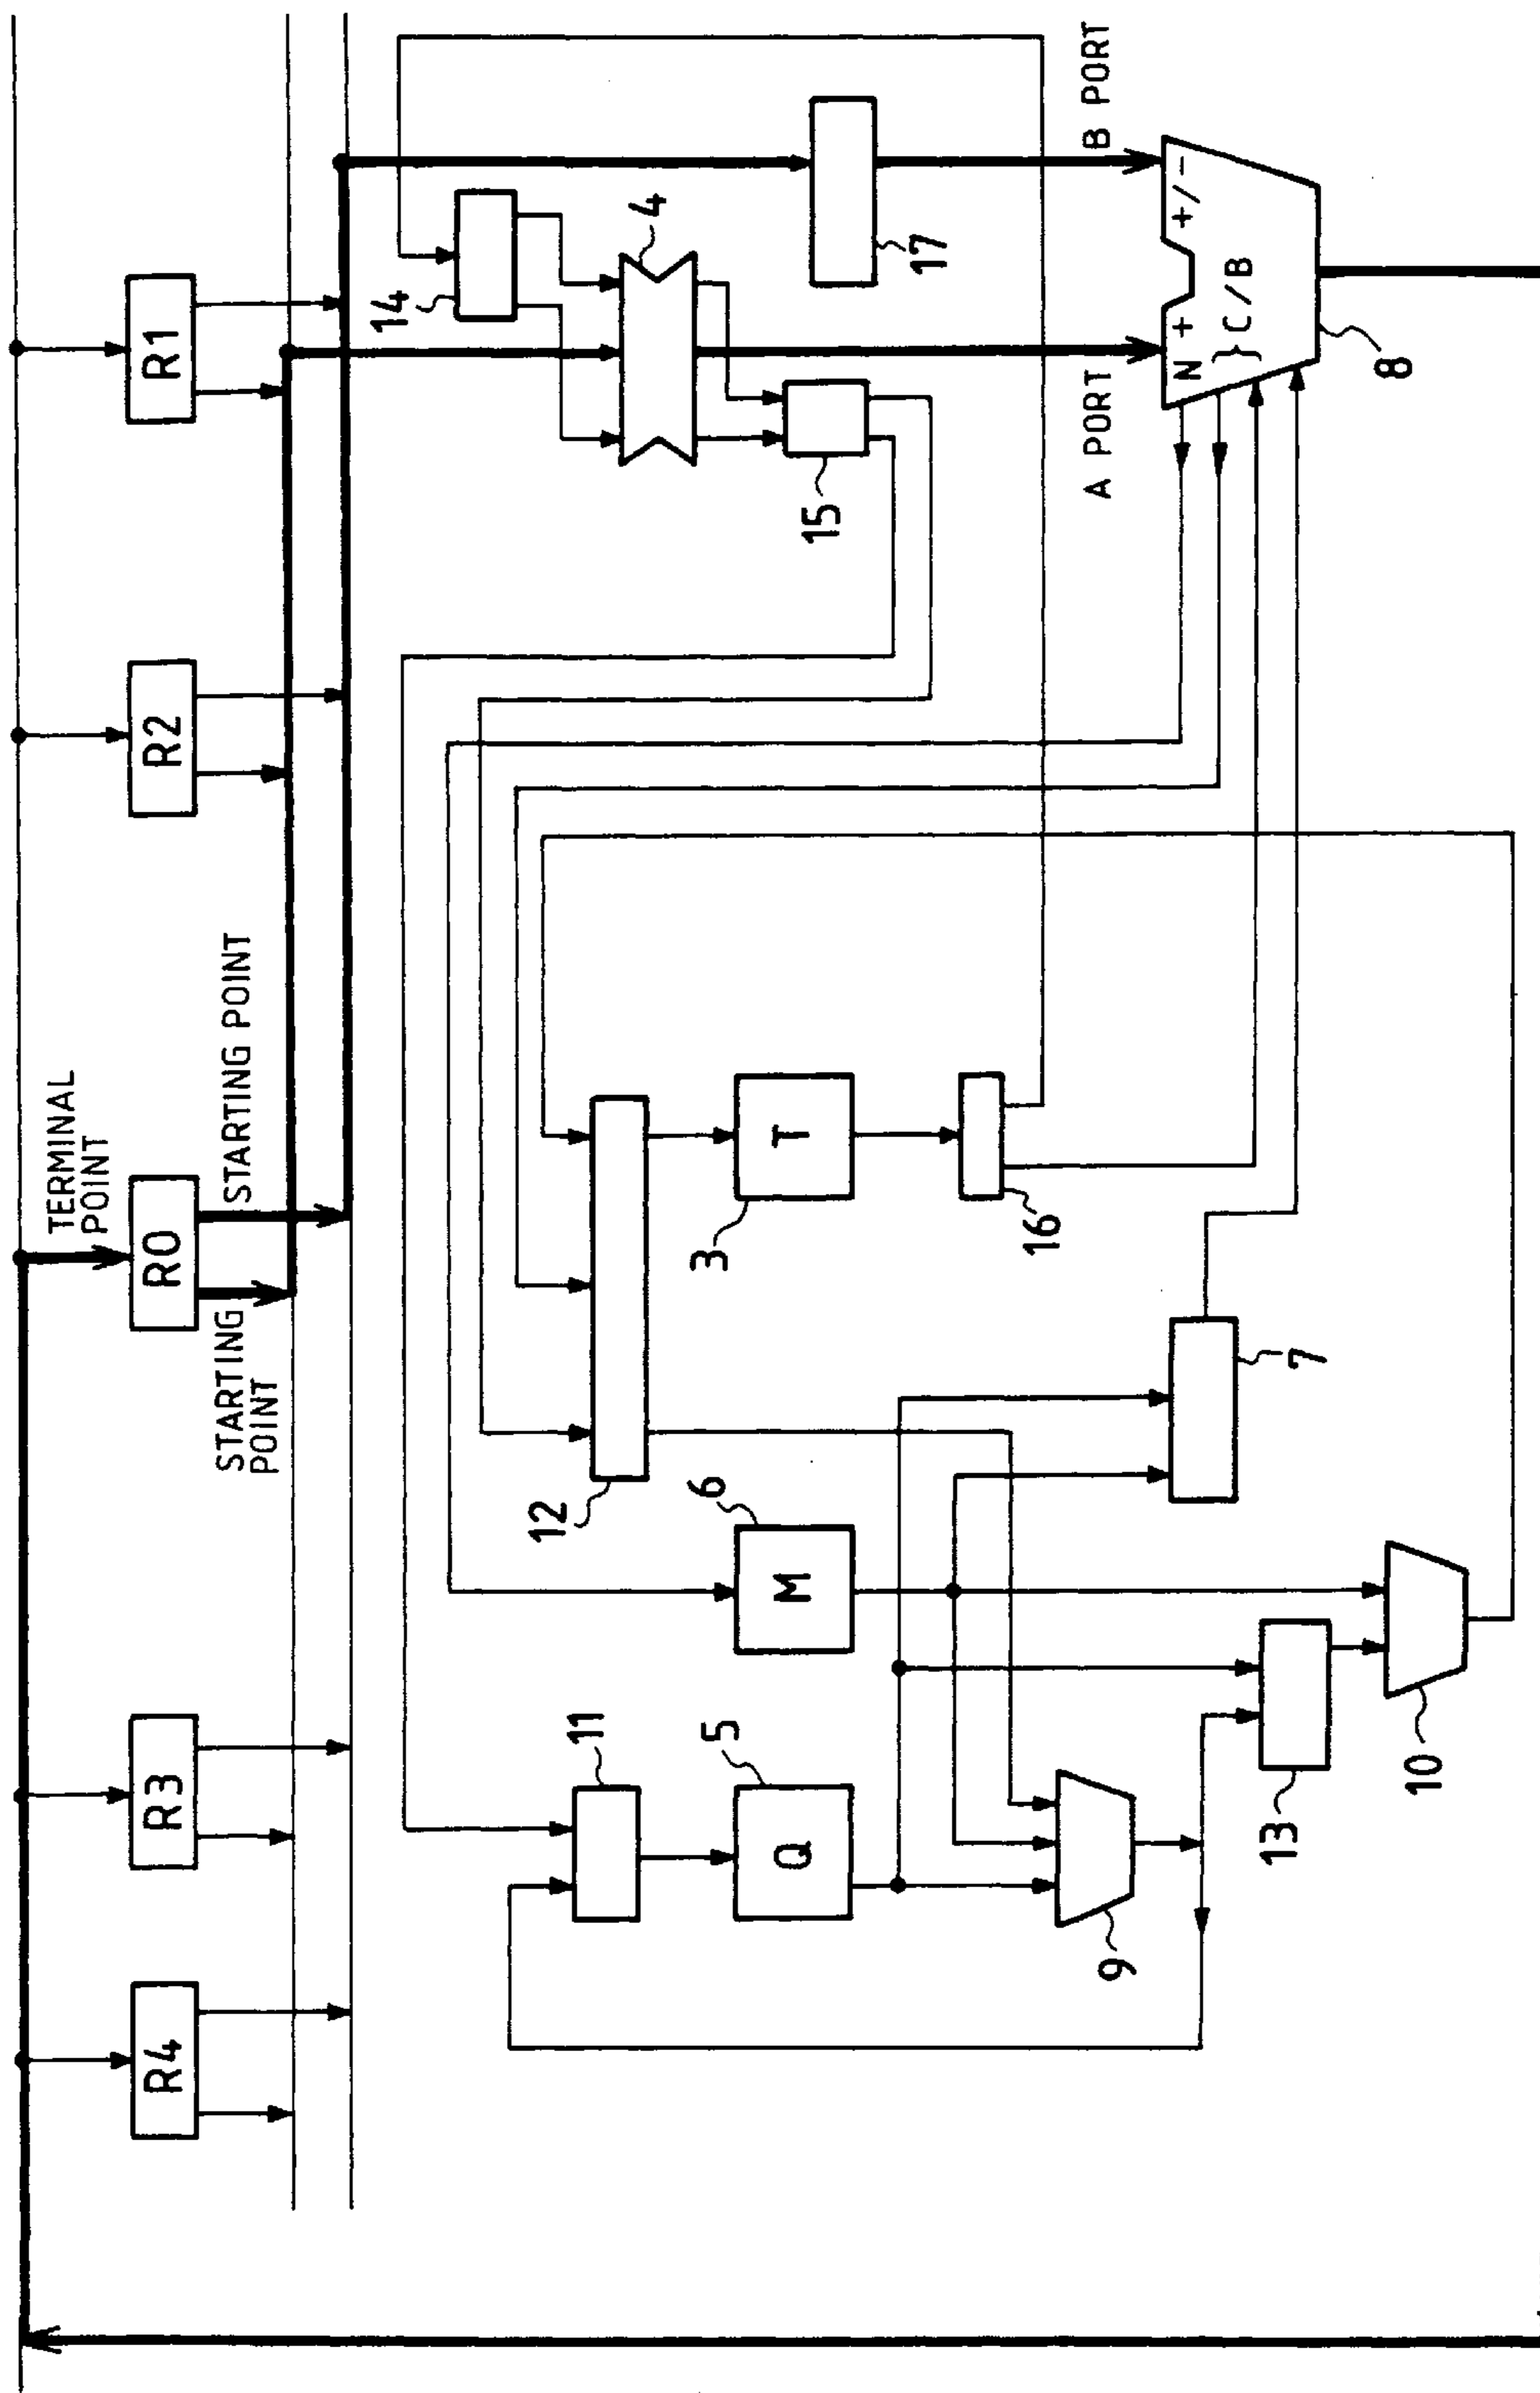 R4
R3
R0
R2
R1
TERMINAL
POINT
STARTING
POINT
STARTING POINT
14
4
11
12
15
17
5
Q
6
M
3
T
16
A PORT
B PORT
9
13
10
7
N + +/-
} C/B
8